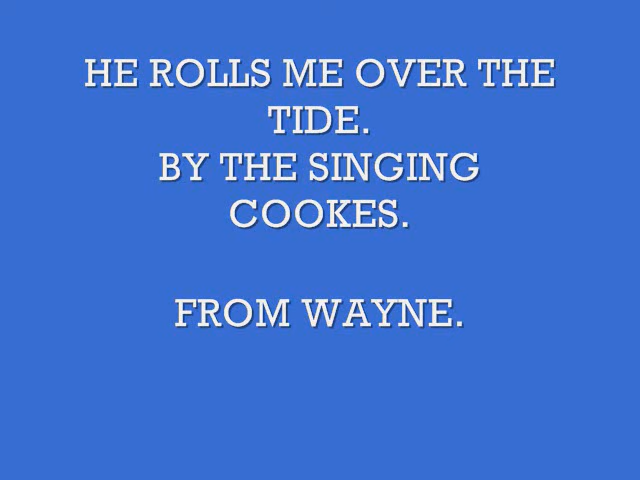 HE ROLLS ME OVER THE
TIDE.
BY THE SINGING
COOKES.
FROM WAYNE.